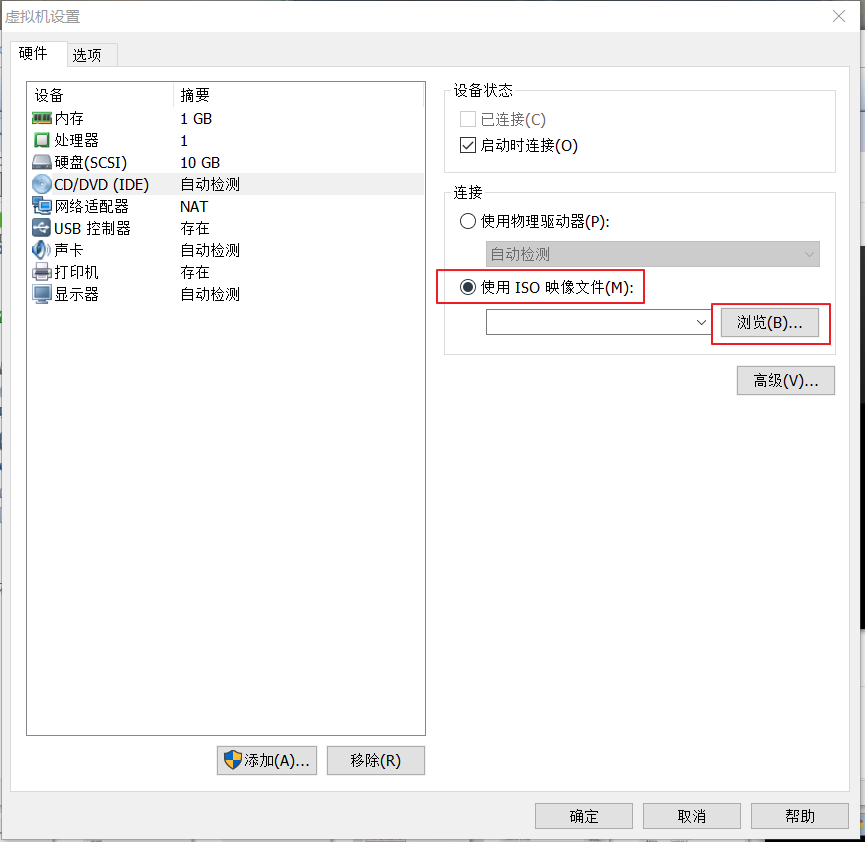 虚拟机设置
硬件 选项
设备 摘要
内存 1 GB
处理器 1
硬盘(SCSI) 10 GB
CD/DVD (IDE) 自动检测
网络适配器 NAT
USB 控制器 存在
声卡 自动检测
打印机 存在
显示器 自动检测
添加(A)... 移除(R)
设备状态
已连接(C)
启动时连接(O)
连接
使用物理驱动器(P):
自动检测
使用 ISO 映像文件(M):
浏览(B)...
高级(V)...
确定 取消 帮助